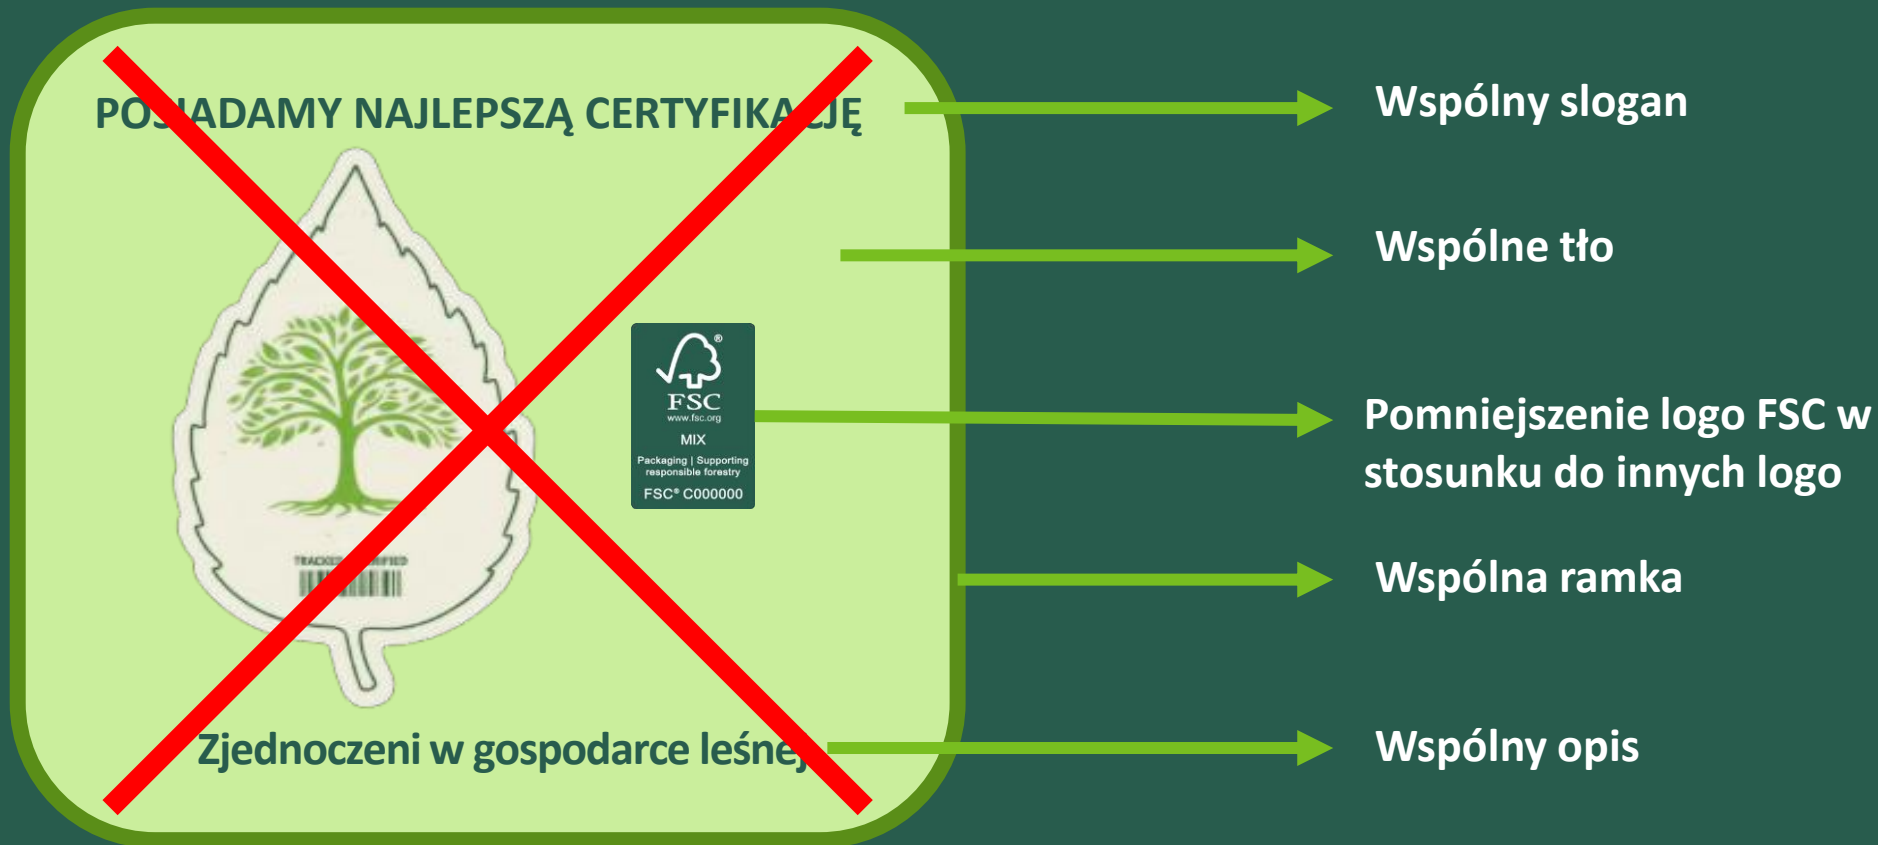 POSIADAMY NAJLEPSZĄ CERTYFIKACJĘ
Wspólny slogan
Wspólne tło
FSC
www.fsc.org
MIX
Packaging | Supporting
responsible forestry
FSC® C000000
Pomniejszenie logo FSC w
stosunku do innych logo
TRACKED
Wspólna ramka
Zjednoczeni w gospodarce leśnej
Wspólny opis